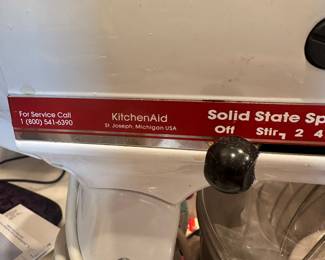 For Service Call
1 (800) 541-6390
KitchenAid
St. Joseph, Michigan USA
Solid State Sp
Off Stir 2 4